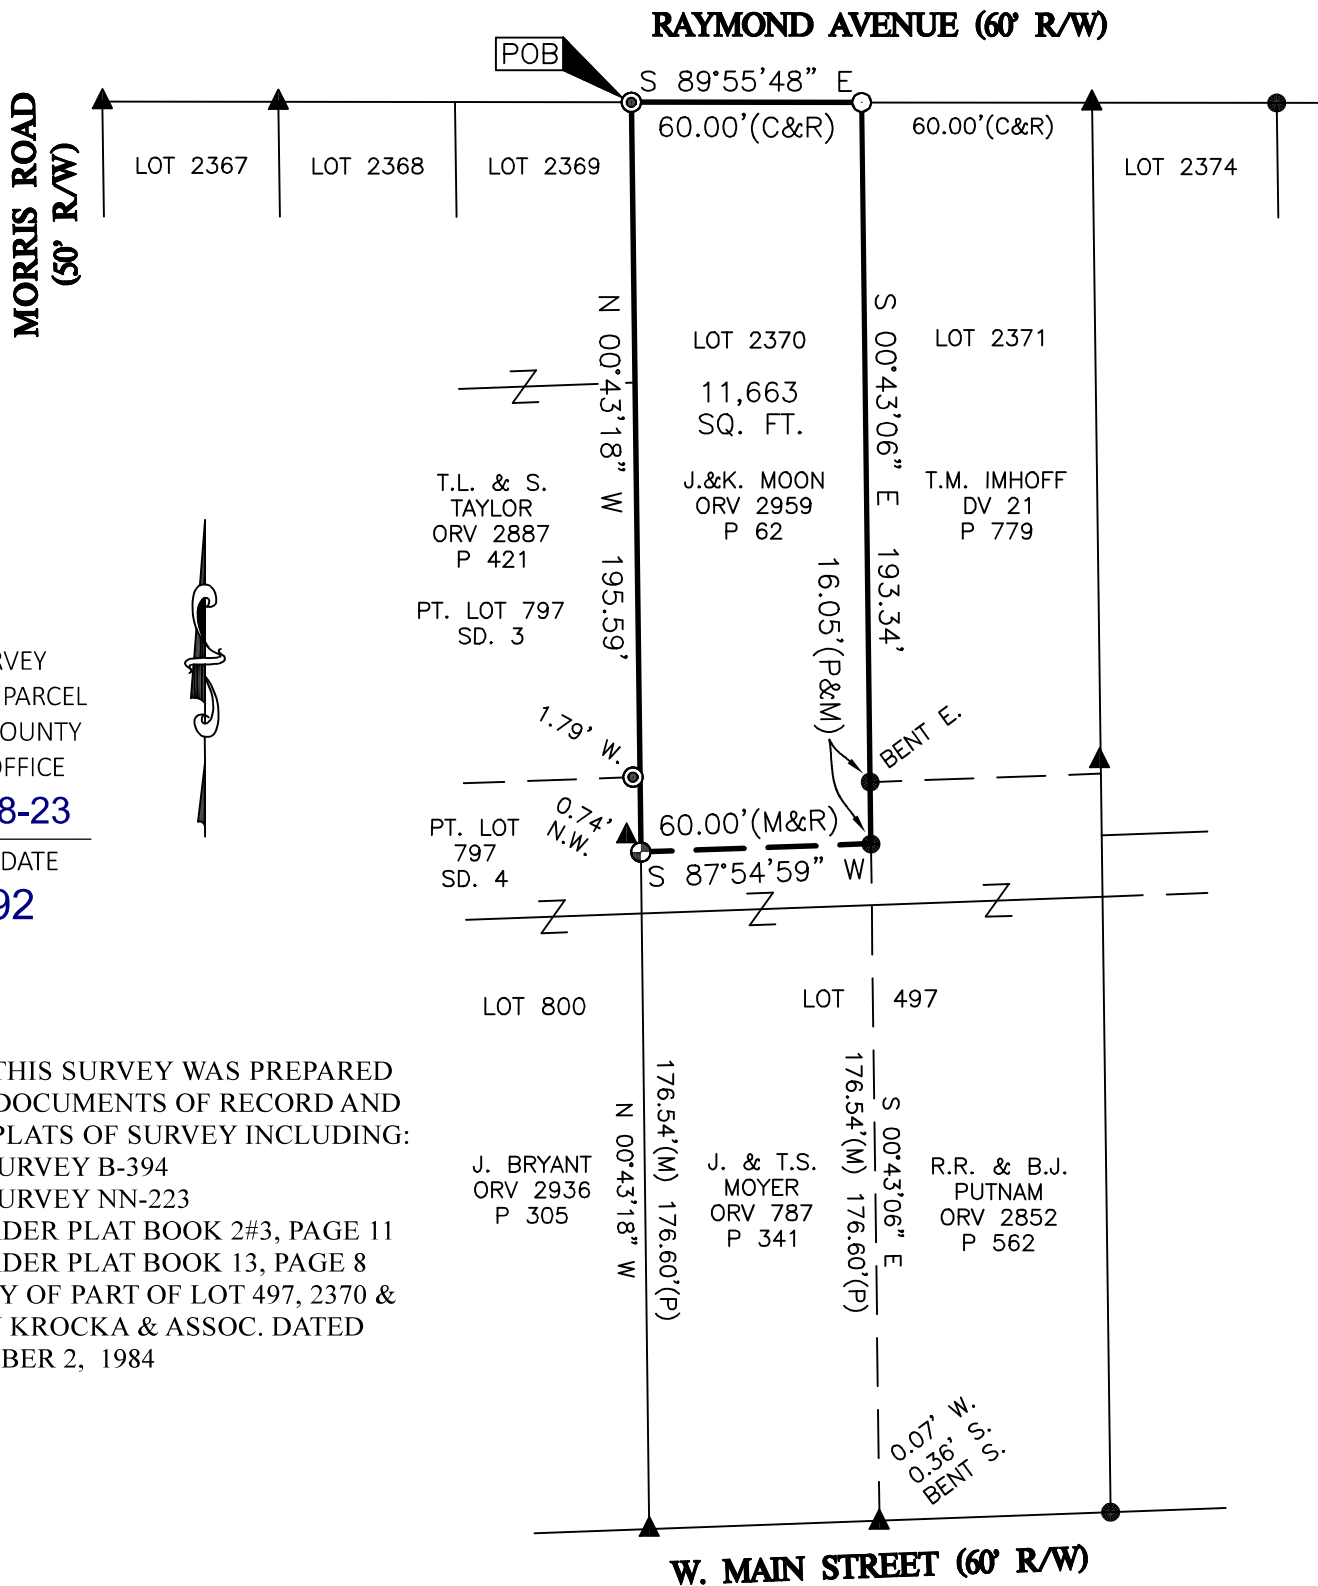 RAYMOND AVENUE (60' R/W)
POB
S 89°55'48" E
60.00'(C&R)
60.00'(C&R)
MORRIS ROAD
(50' R/W)
LOT 2367
LOT 2368
LOT 2369
LOT 2374
N 00°43'18" W 195.59'
LOT 2370
11,663
SQ. FT.
J.&K. MOON
ORV 2959
P 62
S 00°43'06" E 193.34'
LOT 2371
T.M. IMHOFF
DV 21
P 779
T.L. & S.
TAYLOR
ORV 2887
P 421
PT. LOT 797
SD. 3
16.05'(P&M)
BENT E.
1.79' W.
0.74'
N.W.
60.00'(M&R)
S 87°54'59" W
PT. LOT
797
SD. 4
RVEY
PARCEL
OUNTY
OFFICE
8-23
DATE
92
LOT 800
LOT 497
THIS SURVEY WAS PREPARED
DOCUMENTS OF RECORD AND
PLATS OF SURVEY INCLUDING:
SURVEY B-394
SURVEY NN-223
DER PLAT BOOK 2#3, PAGE 11
DER PLAT BOOK 13, PAGE 8
Y OF PART OF LOT 497, 2370 &
KROCKA & ASSOC. DATED
BER 2, 1984
J. BRYANT
ORV 2936
P 305
N 00°43'18" W
176.54'(M) 176.60'(P)
J. & T.S.
MOYER
ORV 787
P 341
176.54'(M) 176.60'(P)
S 00°43'06" E
R.R. & B.J.
PUTNAM
ORV 2852
P 562
0.07' W.
0.36' S.
BENT S.
W. MAIN STREET (60' R/W)